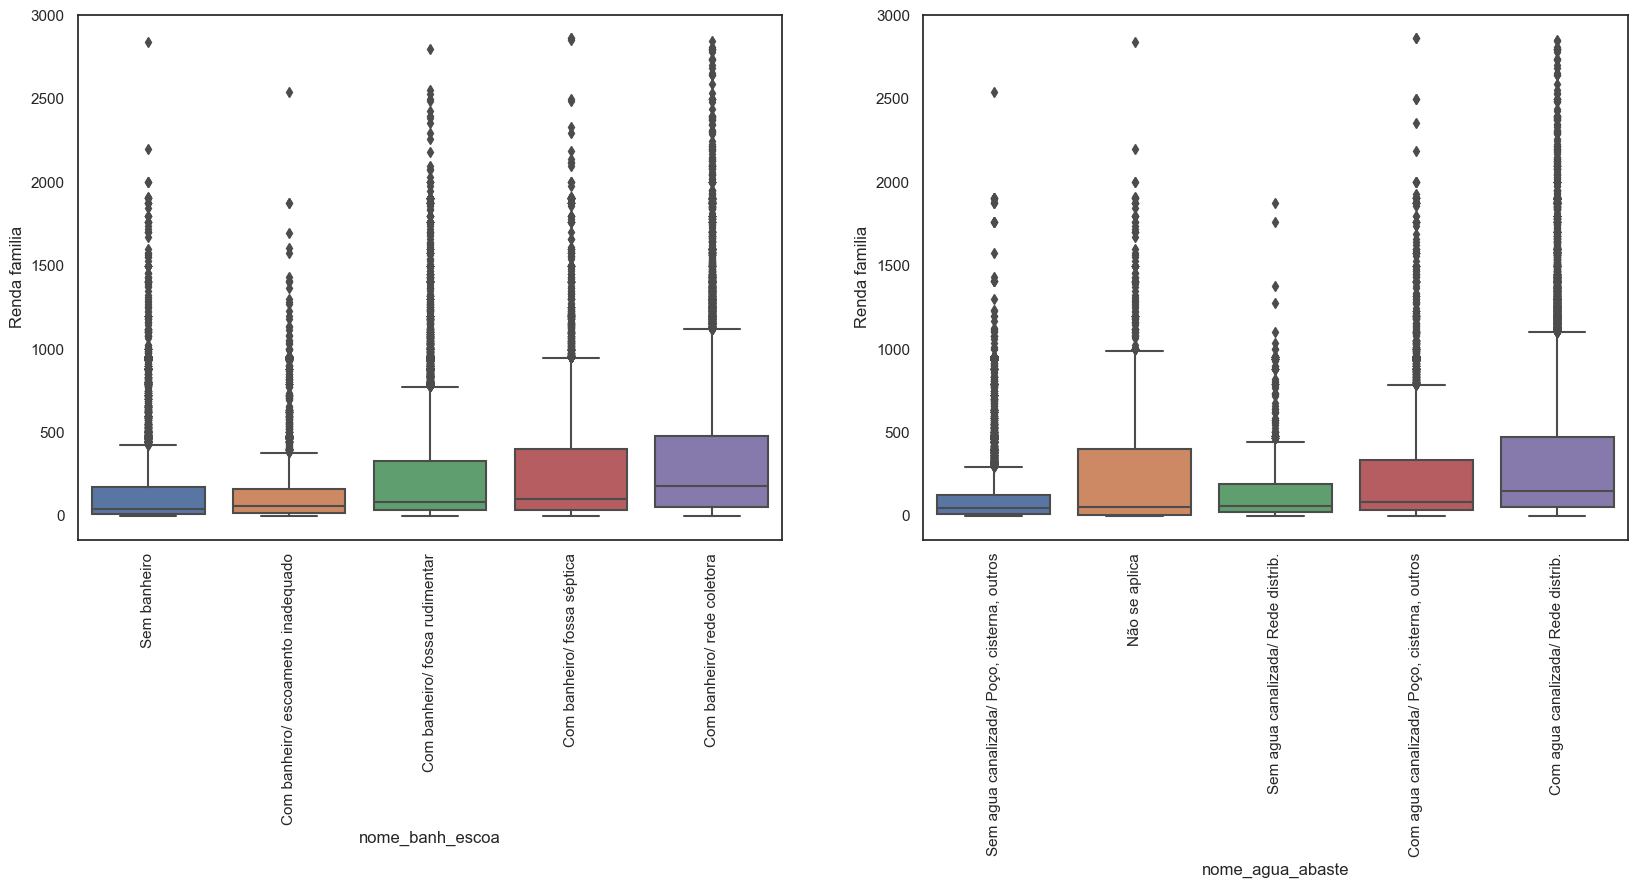 3000
2500
2000
1500
1000
500
0
Renda familia
Sem banheiro
Com banheiro/ escoamento inadequado
Com banheiro/ fossa rudimentar
Com banheiro/ fossa séptica
Com banheiro/ rede coletora
nome_banh_escoa
3000
2500
2000
1500
1000
500
0
Renda familia
Sem agua canalizada/ Poço, cisterna, outros
Não se aplica
Sem agua canalizada/ Rede distrib.
Com agua canalizada/ Poço, cisterna, outros
Com agua canalizada/ Rede distrib.
nome_agua_abaste